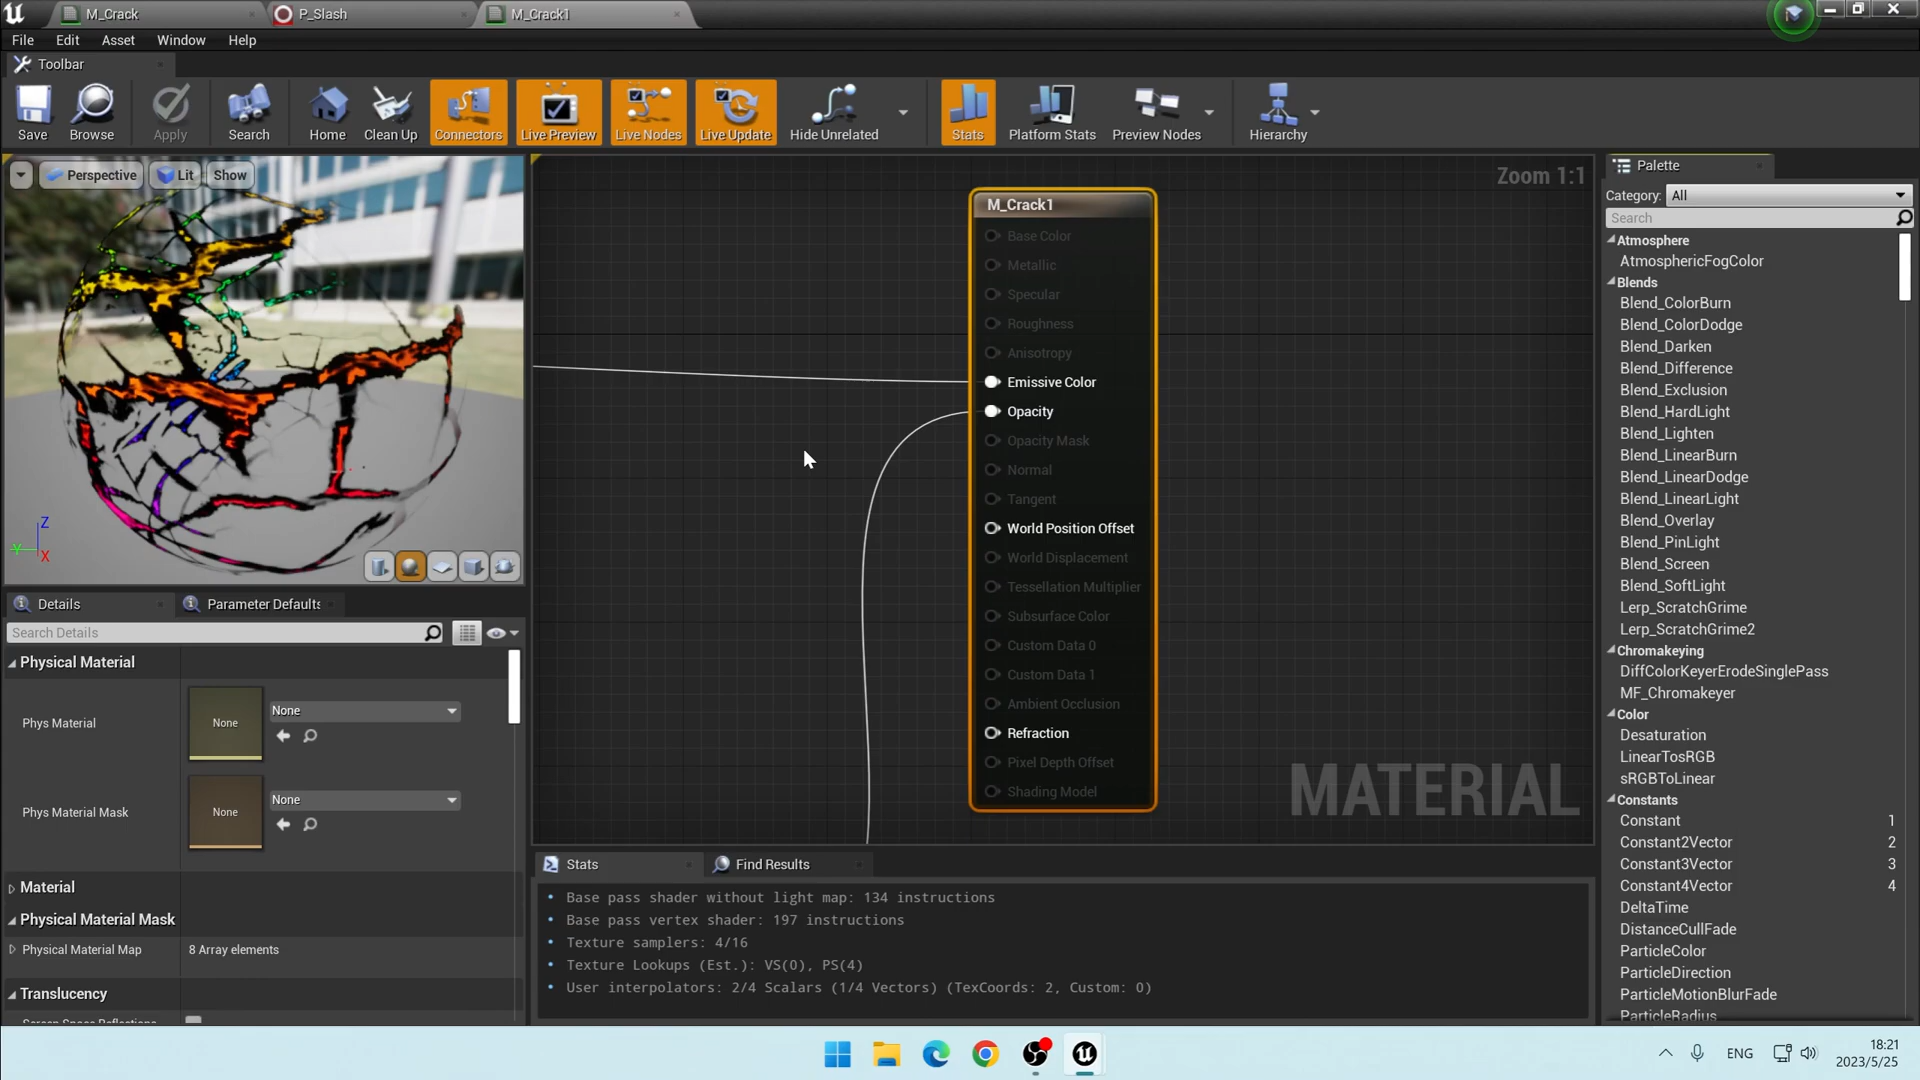 M_Crack
P_Slash
M_Crack1
File
Edit
Asset
Window
Help
Toolbar
Save
Browse
Apply
Search
Home
Clean Up
Connectors
Live Preview
Live Nodes
Live Update
Hide Unrelated
Stats
Platform Stats
Preview Nodes
Hierarchy
Perspective
Lit
Show
Z
Y
X
Details
Parameter Defaults
Search Details
Physical Material
Phys Material
None
None
Phys Material Mask
None
None
Material
Physical Material Mask
Physical Material Map
8 Array elements
Translucency
Screen Space Reflections
Zoom 1:1
M_Crack1
Base Color
Metallic
Specular
Roughness
Anisotropy
Emissive Color
Opacity
Opacity Mask
Normal
Tangent
World Position Offset
World Displacement
Tessellation Multiplier
Subsurface Color
Custom Data 0
Custom Data 1
Ambient Occlusion
Refraction
Pixel Depth Offset
Shading Model
MATERIAL
Stats
Find Results
• Base pass shader without light map: 134 instructions
• Base pass vertex shader: 197 instructions
• Texture samplers: 4/16
• Texture Lookups (Est.): VS(0), PS(4)
• User interpolators: 2/4 Scalars (1/4 Vectors) (TexCoords: 2, Custom: 0)
Palette
Category: All
Search
Atmosphere
AtmosphericFogColor
Blends
Blend_ColorBurn
Blend_ColorDodge
Blend_Darken
Blend_Difference
Blend_Exclusion
Blend_HardLight
Blend_Lighten
Blend_LinearBurn
Blend_LinearDodge
Blend_LinearLight
Blend_Overlay
Blend_PinLight
Blend_Screen
Blend_SoftLight
Lerp_ScratchGrime
Lerp_ScratchGrime2
Chromakeying
DiffColorKeyerErodeSinglePass
MF_Chromakeyer
Color
Desaturation
LinearTosRGB
sRGBToLinear
Constants
Constant 1
Constant2Vector 2
Constant3Vector 3
Constant4Vector 4
DeltaTime
DistanceCullFade
ParticleColor
ParticleDirection
ParticleMotionBlurFade
ParticleRadius
ENG
18:21
2023/5/25